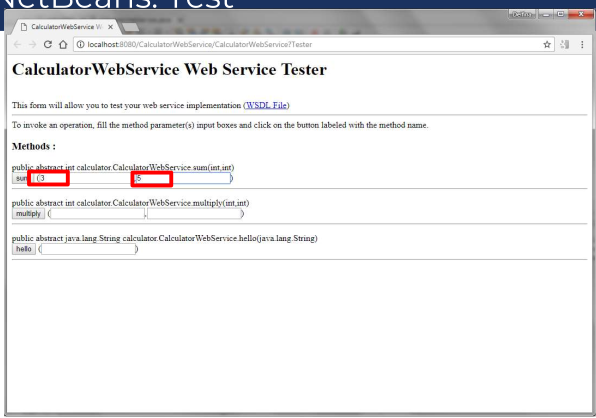 NetBeans: Test
CalculatorWebService W
localhost:8080/CalculatorWebService/CalculatorWebService?Tester
CalculatorWebService Web Service Tester
This form will allow you to test your web service implementation (WSDL File)
To invoke an operation, fill the method parameter(s) input boxes and click on the button labeled with the method name.
Methods :
public abstract int calculator.CalculatorWebService.sum(int,int)
sum (3 ,5 )
public abstract int calculator.CalculatorWebService.multiply(int,int)
multiply ( , )
public abstract java.lang.String calculator.CalculatorWebService.hello(java.lang.String)
hello ( )